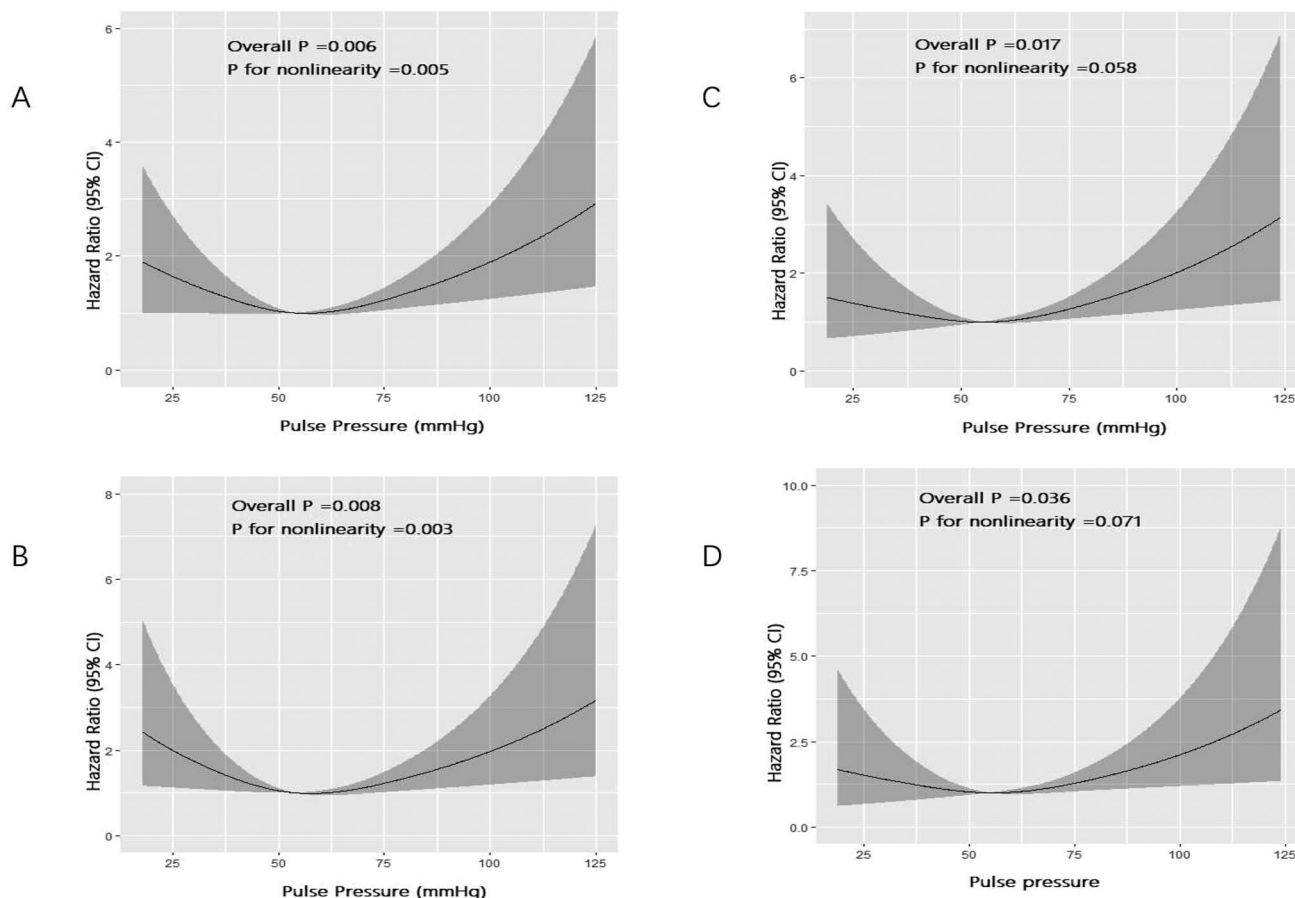 A
Overall P =0.006
P for nonlinearity =0.005
Hazard Ratio (95% CI)
6
4
2
0
25
50
75
100
125
Pulse Pressure (mmHg)
C
Overall P =0.017
P for nonlinearity =0.058
Hazard Ratio (95% CI)
6
4
2
0
25
50
75
100
125
Pulse Pressure (mmHg)
B
Overall P =0.008
P for nonlinearity =0.003
Hazard Ratio (95% CI)
8
6
4
2
0
25
50
75
100
125
Pulse Pressure (mmHg)
D
Overall P =0.036
P for nonlinearity =0.071
Hazard Ratio (95% CI)
10.0
7.5
5.0
2.5
0.0
25
50
75
100
125
Pulse pressure